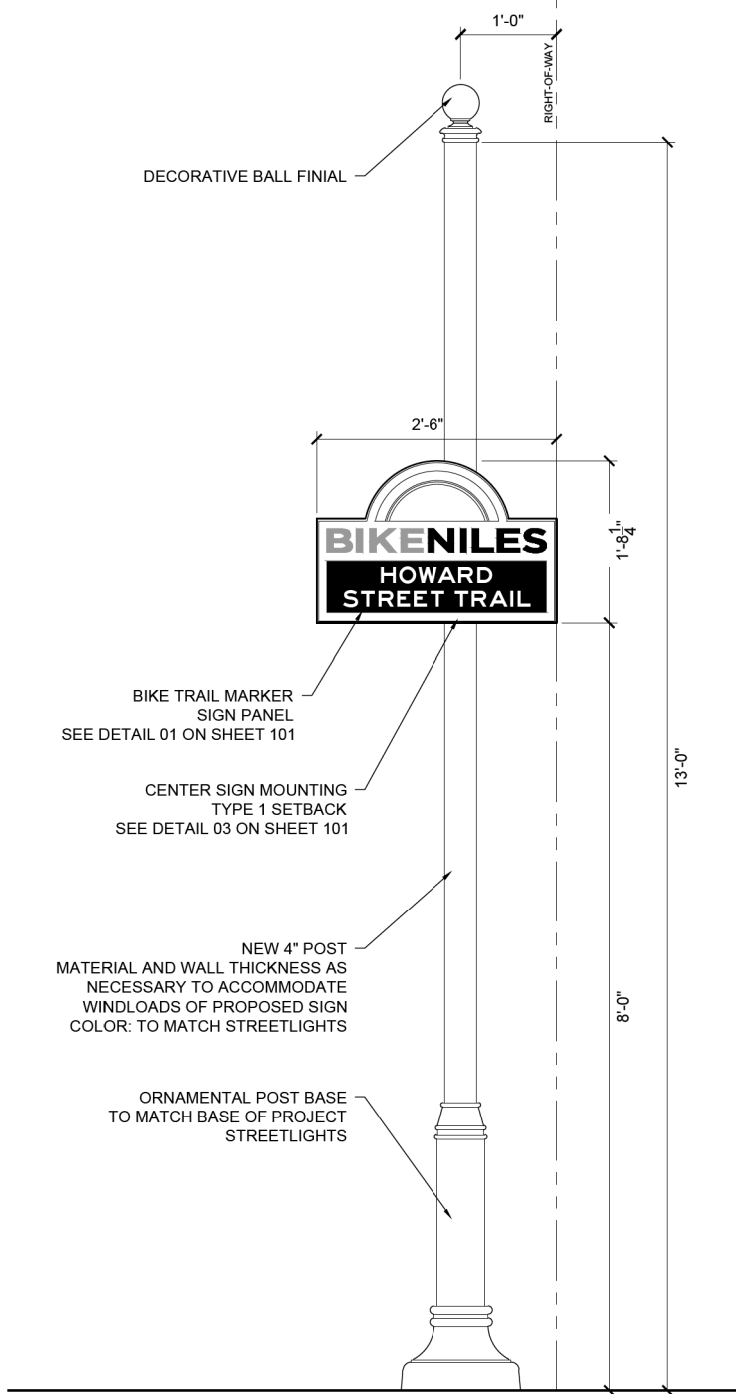 1'-0"
RIGHT-OF-WAY
DECORATIVE BALL FINIAL
2'-6"
1'-8 1/4"
BIKENILES
HOWARD
STREET TRAIL
BIKE TRAIL MARKER
SIGN PANEL
SEE DETAIL 01 ON SHEET 101
CENTER SIGN MOUNTING
TYPE 1 SETBACK
SEE DETAIL 03 ON SHEET 101
13'-0"
NEW 4" POST
MATERIAL AND WALL THICKNESS AS
NECESSARY TO ACCOMMODATE
WINDLOADS OF PROPOSED SIGN
COLOR: TO MATCH STREETLIGHTS
8'-0"
ORNAMENTAL POST BASE
TO MATCH BASE OF PROJECT
STREETLIGHTS